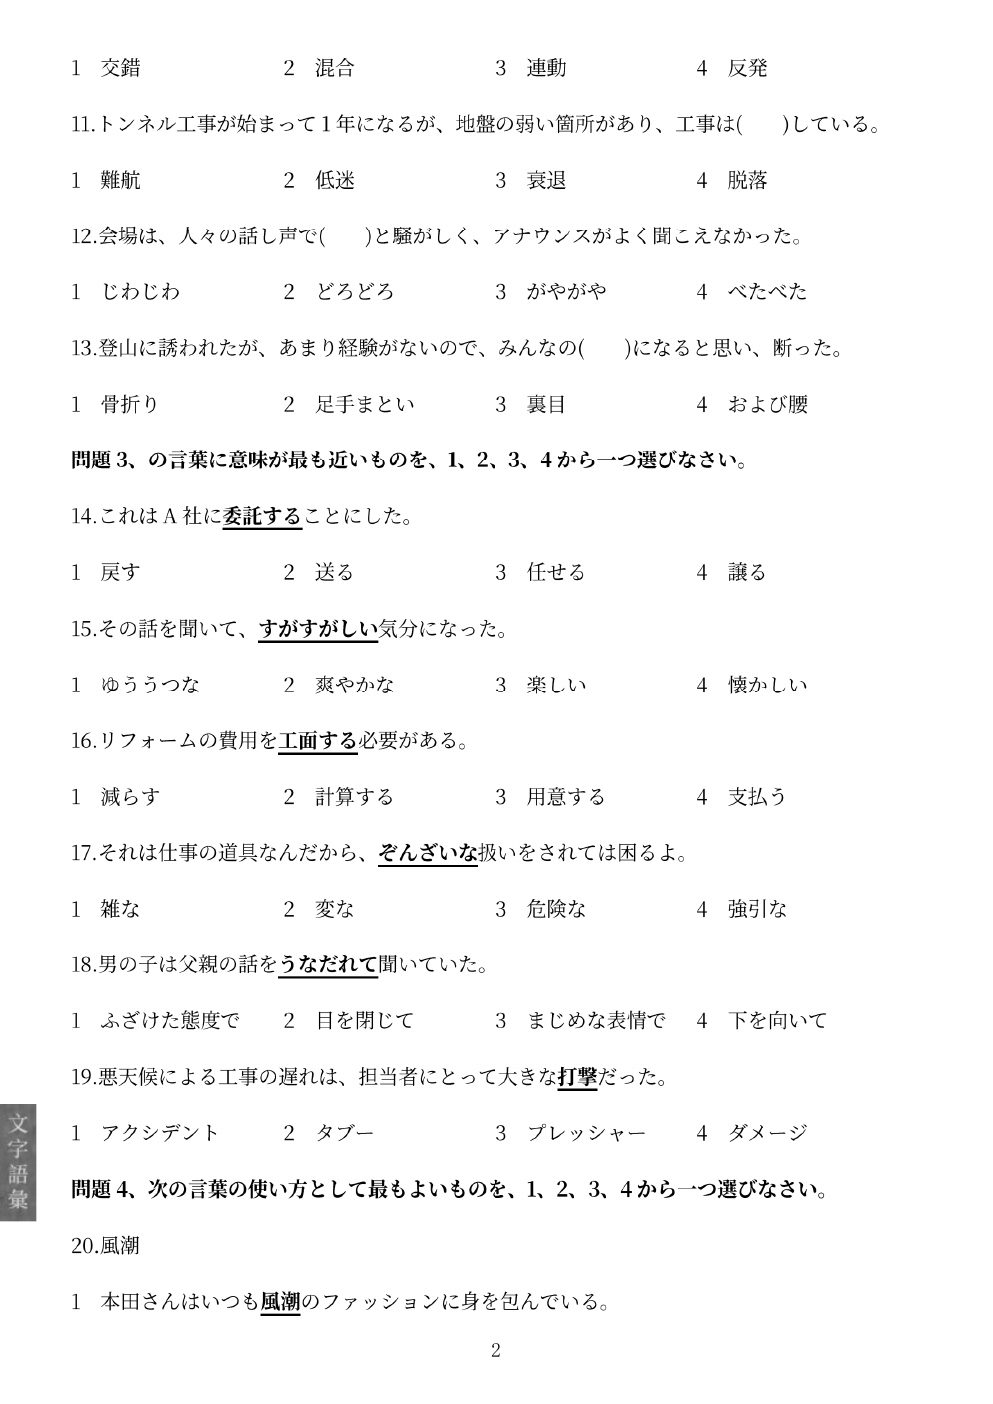 1 交錯 2 混合 3 連動 4 反発
11.トンネル工事が始まって1年になるが、地盤の弱い箇所があり、工事は(　　)している。
1 難航 2 低迷 3 衰退 4 脱落
12.会場は、人々の話し声で(　　)と騒がしく、アナウンスがよく聞こえなかった。
1 じわじわ 2 どろどろ 3 がやがや 4 べたべた
13.登山に誘われたが、あまり経験がないので、みんなの(　　)になると思い、断った。
1 骨折り 2 足手まとい 3 裏目 4 および腰
問題 3、の言葉に意味が最も近いものを、1、2、3、4 から一つ選びなさい。
14.これは A 社に委託することにした。
1 戻す 2 送る 3 任せる 4 譲る
15.その話を聞いて、すがすがしい気分になった。
1 ゆううつな 2 爽やかな 3 楽しい 4 懐かしい
16.リフォームの費用を工面する必要がある。
1 減らす 2 計算する 3 用意する 4 支払う
17.それは仕事の道具なんだから、ぞんざいな扱いをされては困るよ。
1 雑な 2 変な 3 危険な 4 強引な
18.男の子は父親の話をうなだれて聞いていた。
1 ふざけた態度で 2 目を閉じて 3 まじめな表情で 4 下を向いて
19.悪天候による工事の遅れは、担当者にとって大きな打撃だった。
1 アクシデント 2 タブー 3 プレッシャー 4 ダメージ
文字語彙
問題 4、次の言葉の使い方として最もよいものを、1、2、3、4 から一つ選びなさい。
20.風潮
1 本田さんはいつも風潮のファッションに身を包んでいる。
2